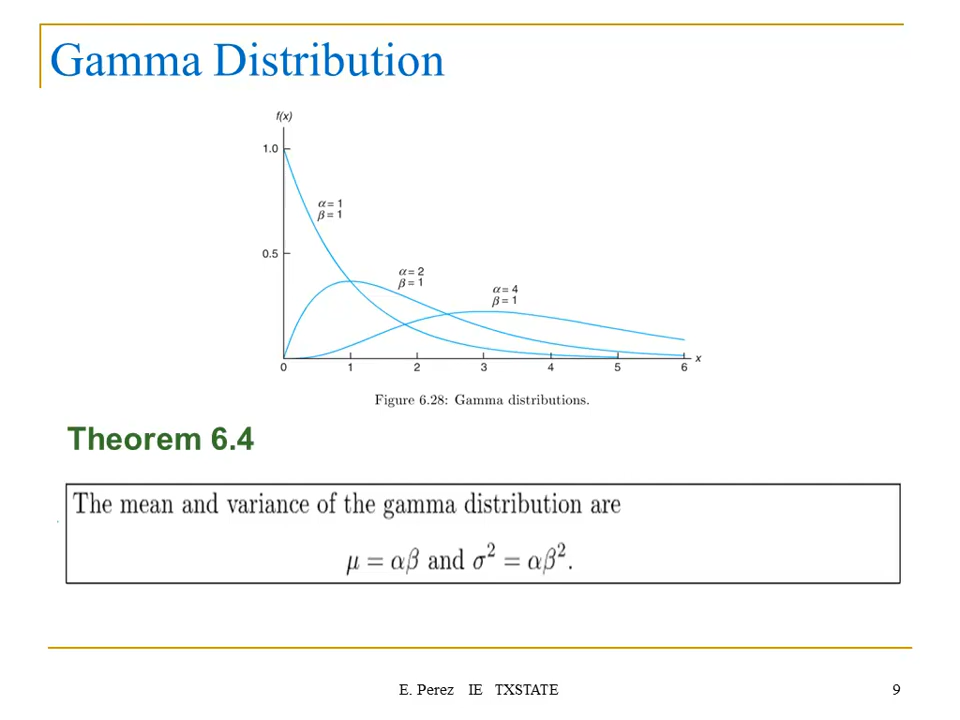 Gamma Distribution
f(x)
1.0
α = 1
β = 1
0.5
α = 2
β = 1
α = 4
β = 1
x
0 1 2 3 4 5 6
Figure 6.28: Gamma distributions.
Theorem 6.4
The mean and variance of the gamma distribution are
μ = αβ and σ² = αβ².
E. Perez IE TXSTATE 9